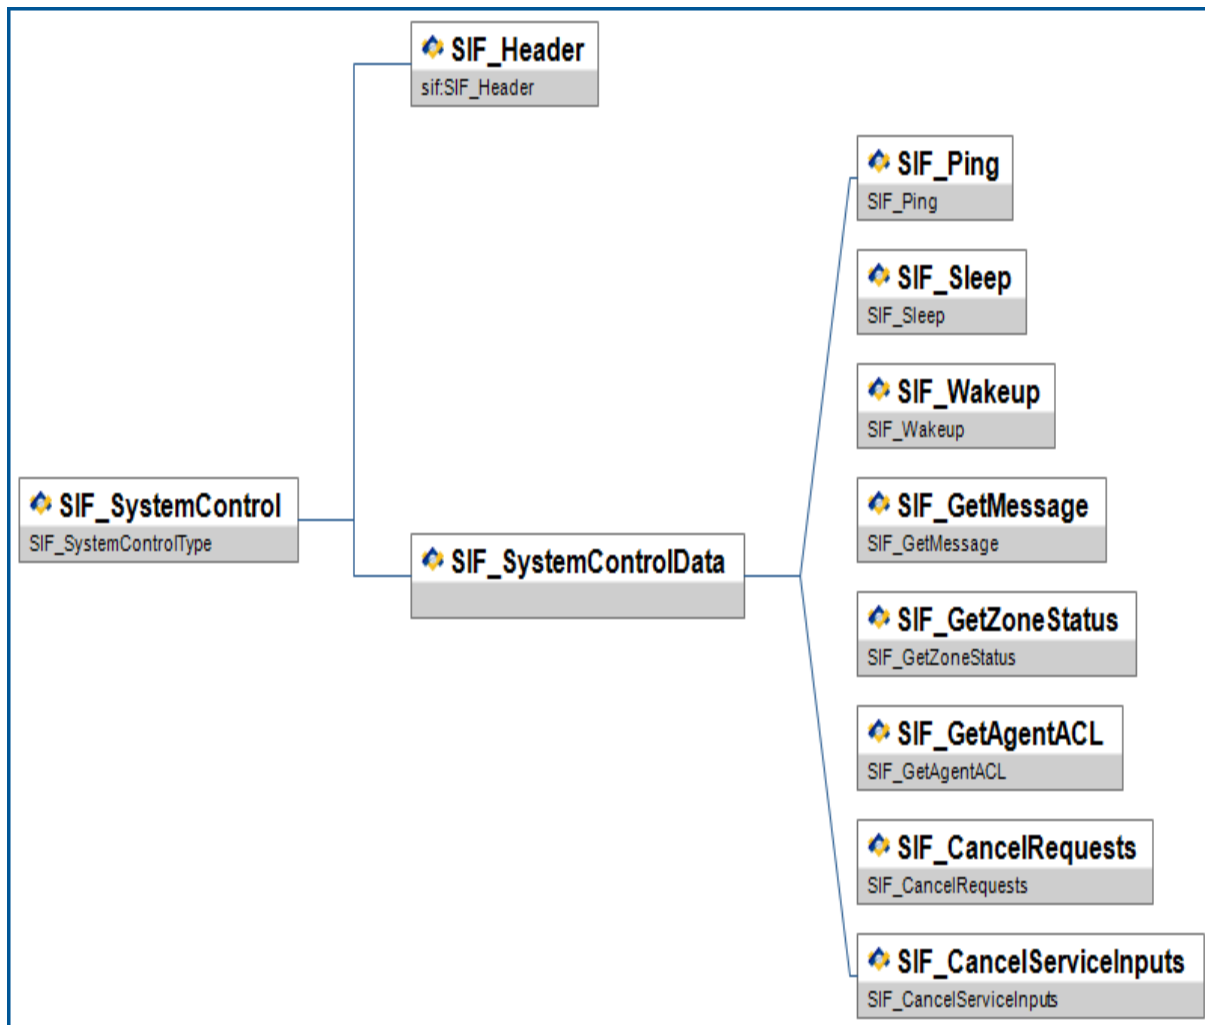 SIF_Header
sif:SIF_Header
SIF_Ping
SIF_Ping
SIF_Sleep
SIF_Sleep
SIF_Wakeup
SIF_Wakeup
SIF_SystemControl
SIF_SystemControlType
SIF_GetMessage
SIF_GetMessage
SIF_SystemControlData
SIF_GetZoneStatus
SIF_GetZoneStatus
SIF_GetAgentACL
SIF_GetAgentACL
SIF_CancelRequests
SIF_CancelRequests
SIF_CancelServiceInputs
SIF_CancelServiceInputs